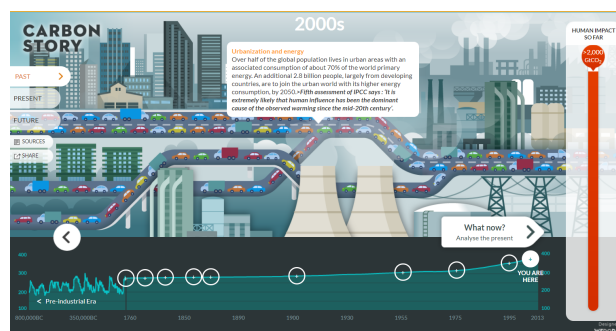 CARBON
STORY
2000s
HUMAN IMPACT
SO FAR
>2,000
GtCO2
PAST
PRESENT
FUTURE
SOURCES
SHARE
Urbanization and energy
Over half of the global population lives in urban areas with an
associated consumption of about 70% of the world primary
energy. An additional 2.8 billion people, largely from developing
countries, are to join the urban world with its higher energy
consumption, by 2050.
Fifth assessment of IPCC says : 'It is
extremely likely that human influence has been the dominant
cause of the observed warming since the mid-20th century'.
What now?
Analyse the present
400
300
200
100
400
300
200
100
YOU ARE
HERE
< Pre-Industrial Era
800,000BC
350,000BC
1760
1850
1890
1900
1930
1955
1975
1995
2013